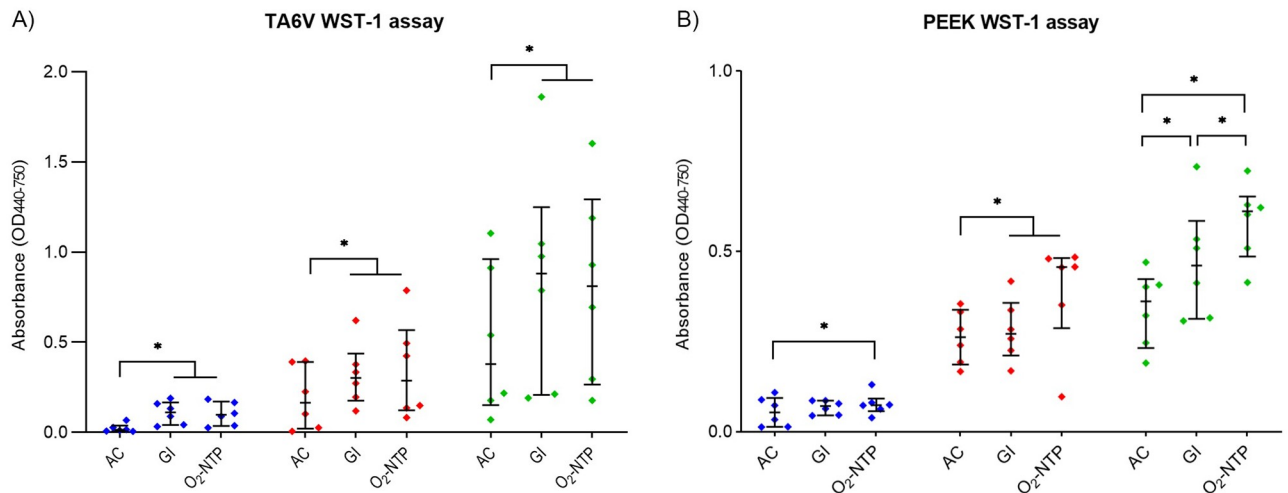 A)
TA6V WST-1 assay
Absorbance (OD440-750)
2.0
1.5
1.0
0.5
0.0
*
*
*
AC
GI
O₂-NTP
AC
GI
O₂-NTP
AC
GI
O₂-NTP
B)
PEEK WST-1 assay
Absorbance (OD440-750)
1.0
0.5
0.0
*
*
*
*
*
AC
GI
O₂-NTP
AC
GI
O₂-NTP
AC
GI
O₂-NTP